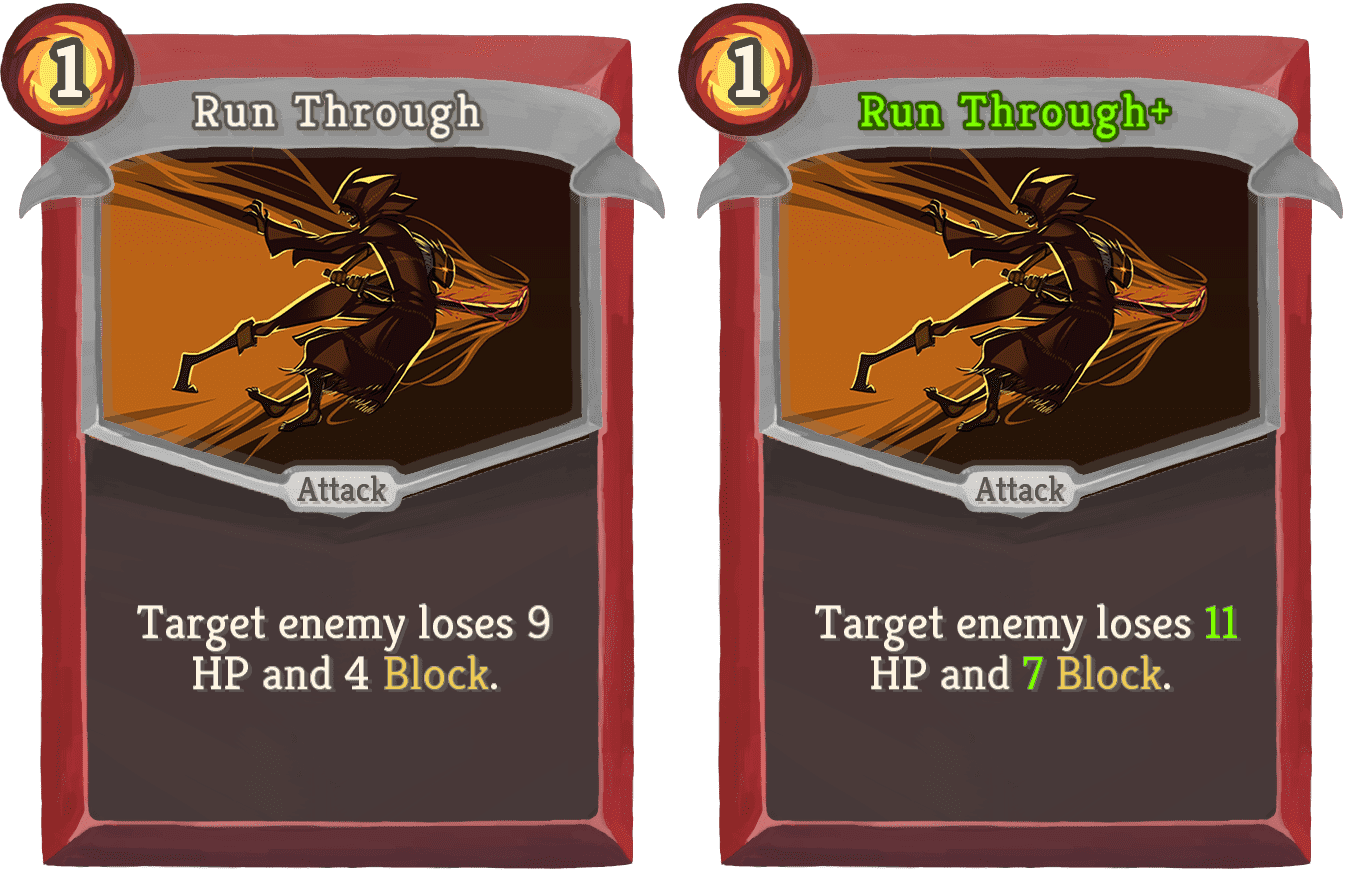 1
Run Through
Attack
Target enemy loses 9
HP and 4 Block.
1
Run Through+
Attack
Target enemy loses 11
HP and 7 Block.